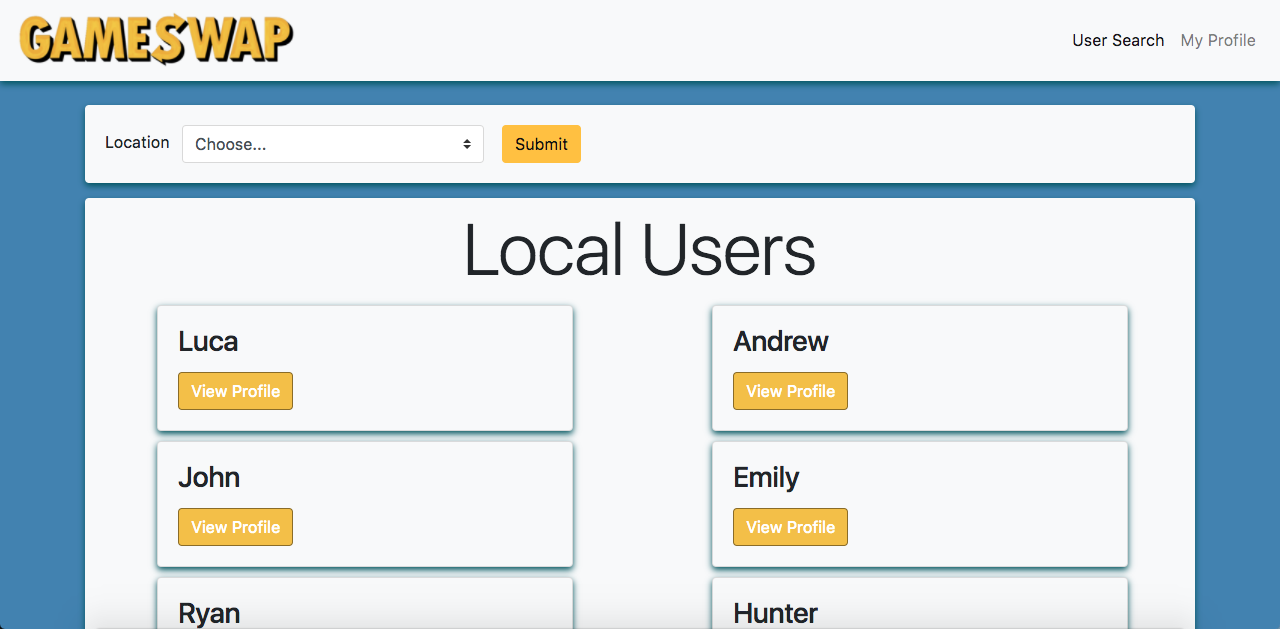 GAMESWAP
User Search My Profile
Location Choose... Submit
Local Users
Luca
View Profile
Andrew
View Profile
John
View Profile
Emily
View Profile
Ryan
Hunter